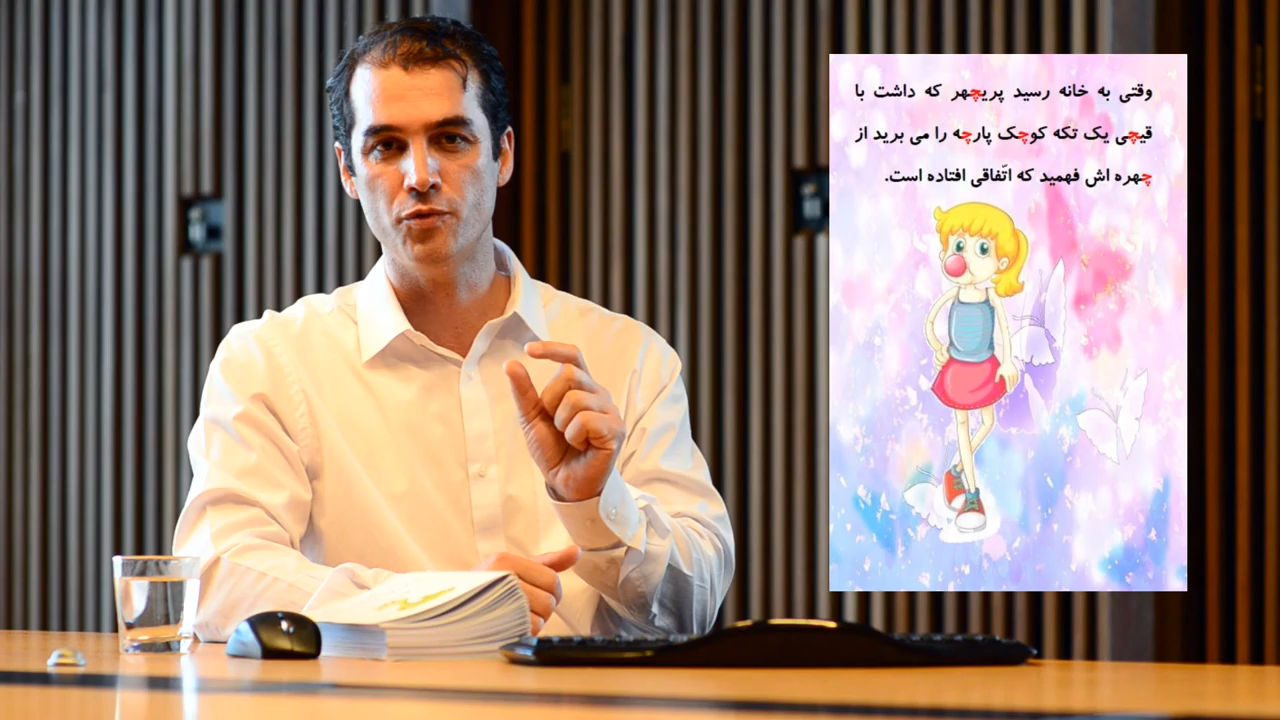 وقتی به خانه رسید پریچهر که داشت با
قیچی یک تکه کوچک پارچه را می برید از
چهره اش فهمید که اتّفاقی افتاده است.